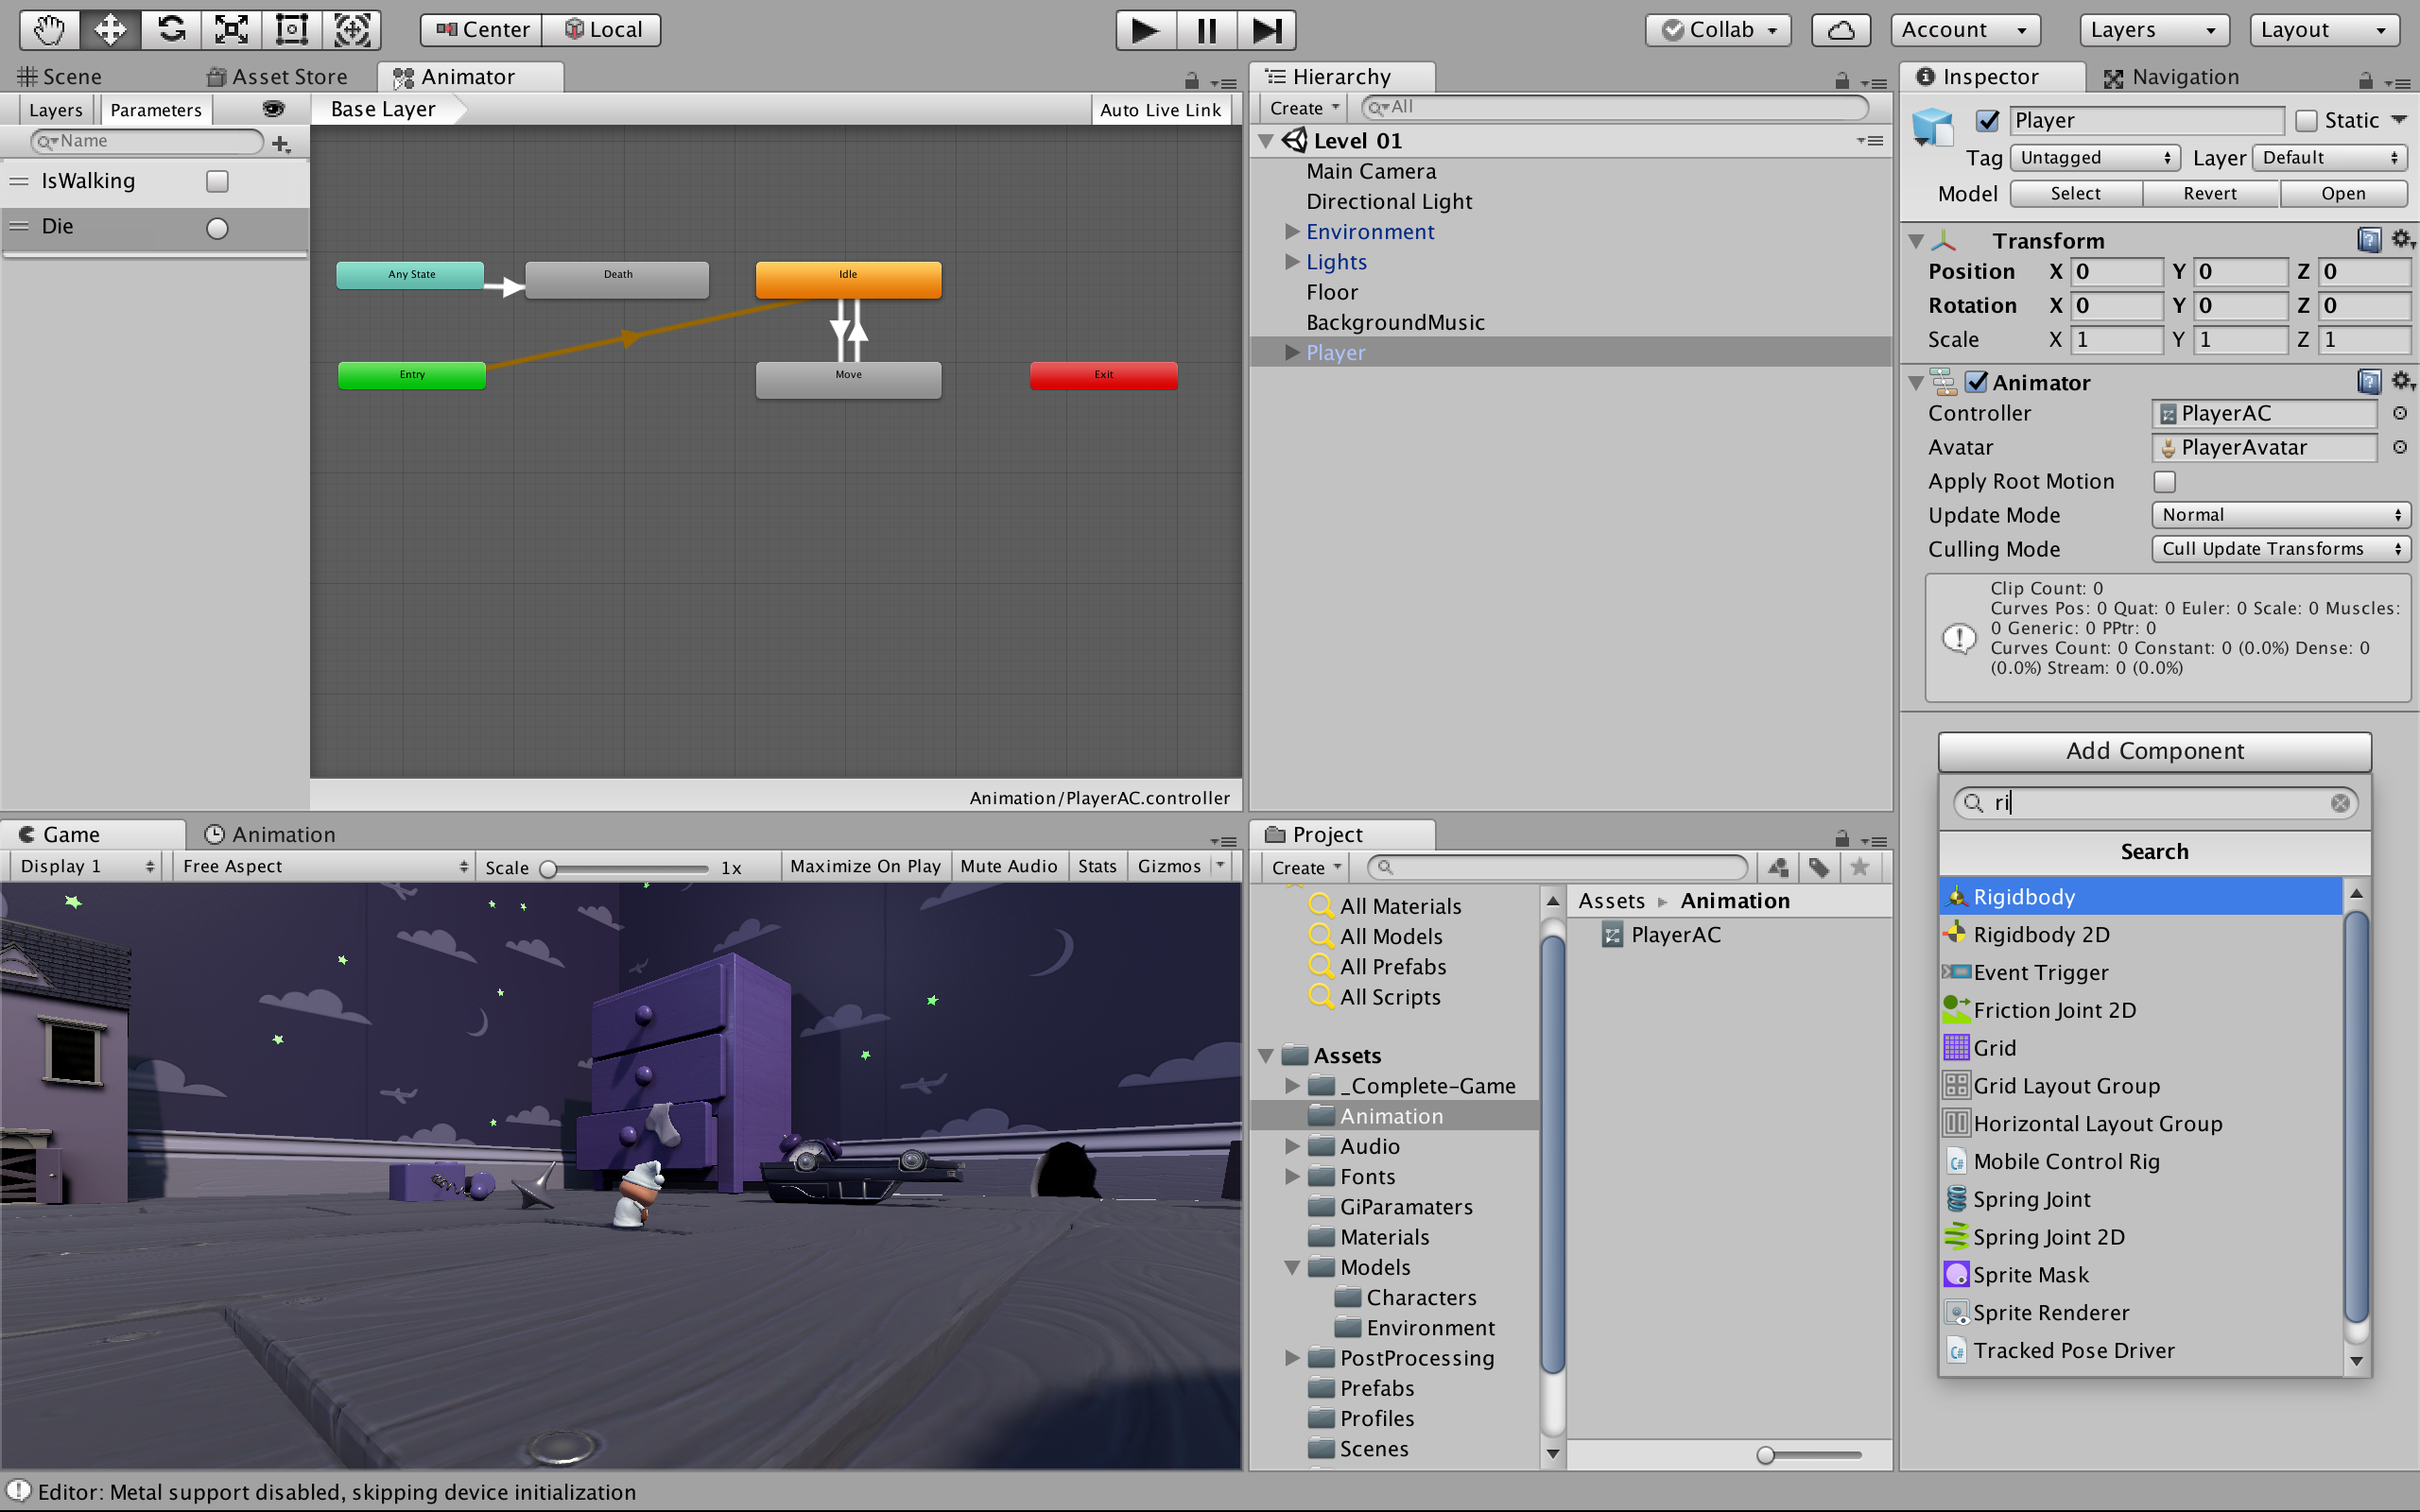 Center Local Collab Account Layers Layout
Scene Asset Store Animator
Layers Parameters Base Layer Auto Live Link
Name
IsWalking
Die
Any State Death Idle
Entry Move Exit
Animation/PlayerAC.controller
Hierarchy
Create All
Level 01
Main Camera
Directional Light
Environment
Lights
Floor
BackgroundMusic
Player
Inspector Navigation
Player Static
Tag Untagged Layer Default
Model Select Revert Open
Transform
Position X 0 Y 0 Z 0
Rotation X 0 Y 0 Z 0
Scale X 1 Y 1 Z 1
Animator
Controller PlayerAC
Avatar PlayerAvatar
Apply Root Motion
Update Mode Normal
Culling Mode Cull Update Transforms
Clip Count: 0
Curves Pos: 0 Quat: 0 Euler: 0 Scale: 0 Muscles:
0 Generic: 0 PPtr: 0
Curves Count: 0 Constant: 0 (0.0%) Dense: 0
(0.0%) Stream: 0 (0.0%)
Add Component
ri
Search
Rigidbody
Rigidbody 2D
Event Trigger
Friction Joint 2D
Grid
Grid Layout Group
Horizontal Layout Group
Mobile Control Rig
Spring Joint
Spring Joint 2D
Sprite Mask
Sprite Renderer
Tracked Pose Driver
Game Animation
Display 1 Free Aspect Scale 1x Maximize On Play Mute Audio Stats Gizmos
Project
Create
All Materials
All Models
All Prefabs
All Scripts
Assets
_Complete-Game
Animation
Audio
Fonts
GiParamaters
Materials
Models
Characters
Environment
PostProcessing
Prefabs
Profiles
Scenes
Assets Animation
PlayerAC
Editor: Metal support disabled, skipping device initialization